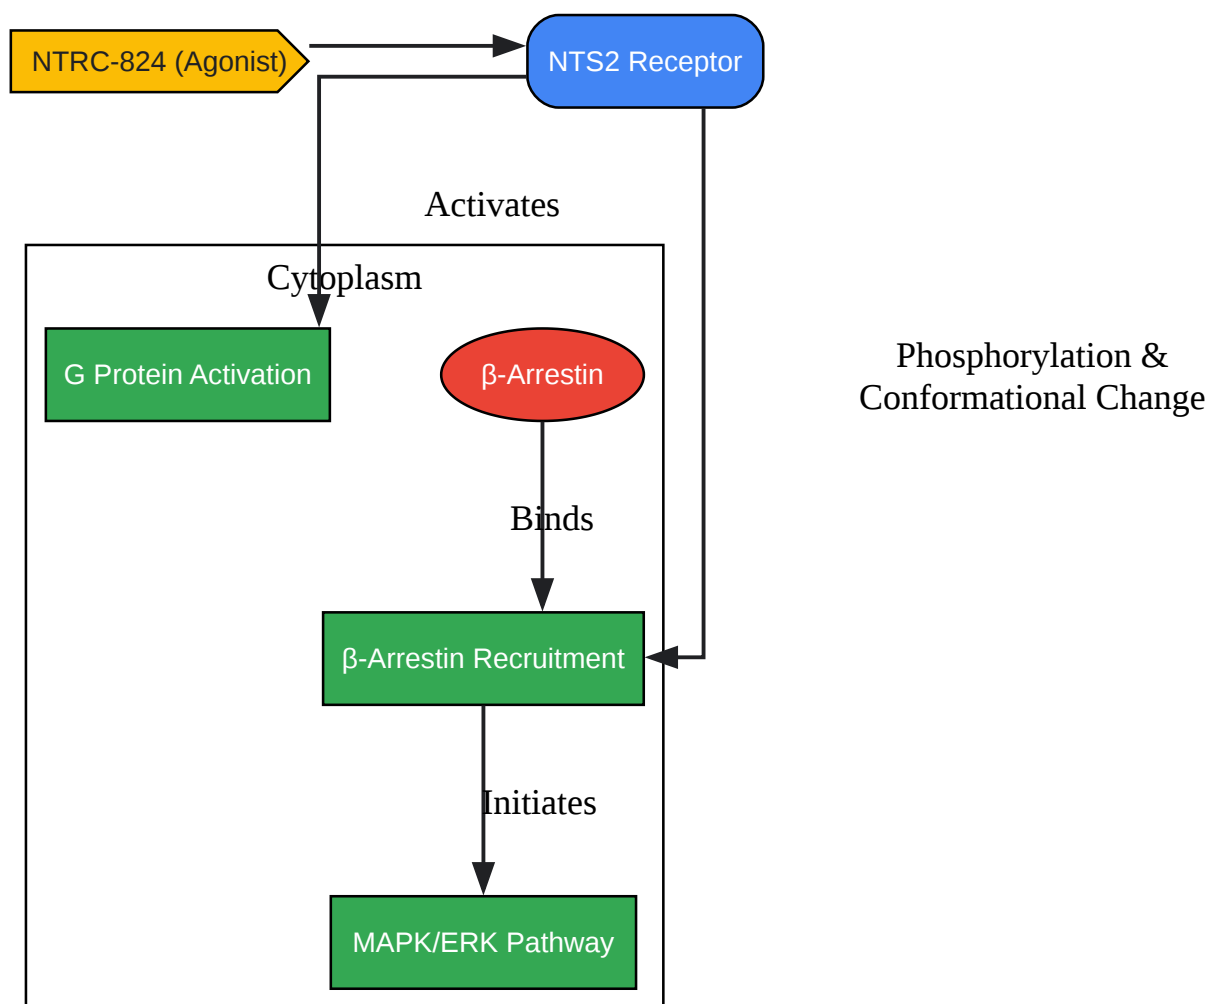 NTRC-824 (Agonist)
NTS2 Receptor
Activates
Cytoplasm
Phosphorylation &
Conformational Change
G Protein Activation
β-Arrestin
Binds
β-Arrestin Recruitment
Initiates
MAPK/ERK Pathway